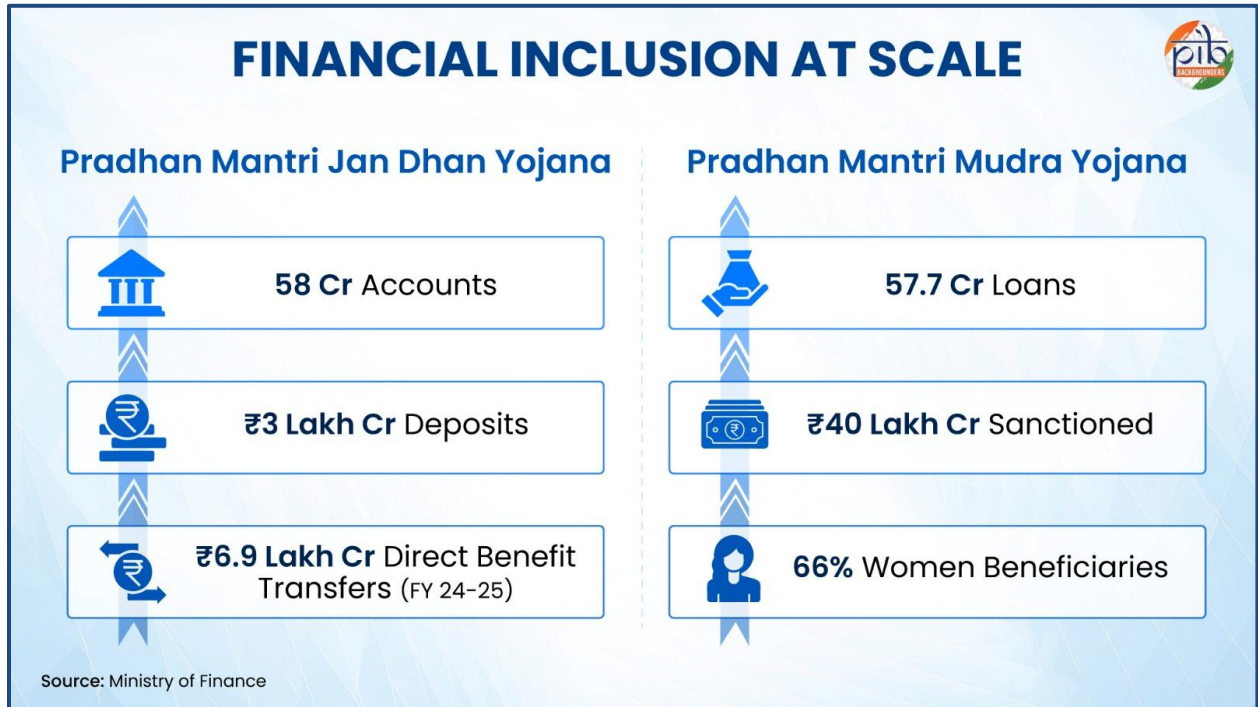 FINANCIAL INCLUSION AT SCALE
pib
BACKGROUNDERS
Pradhan Mantri Jan Dhan Yojana
58 Cr Accounts
₹3 Lakh Cr Deposits
₹6.9 Lakh Cr Direct Benefit
Transfers (FY 24-25)
Pradhan Mantri Mudra Yojana
57.7 Cr Loans
₹40 Lakh Cr Sanctioned
66% Women Beneficiaries
Source: Ministry of Finance